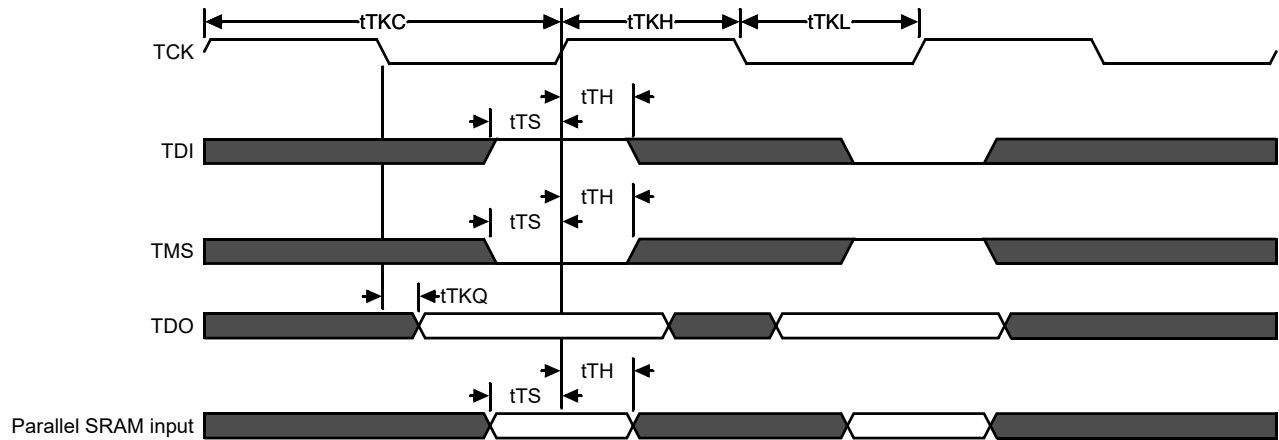 tTKC
tTKH
tTKL
TCK
tTH
tTS
TDI
tTH
tTS
TMS
tTKQ
TDO
tTH
tTS
Parallel SRAM input